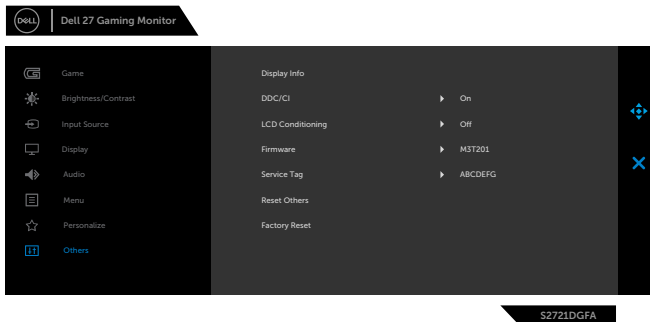 DELL
Dell 27 Gaming Monitor
Game
Display Info
Brightness/Contrast
DDC/CI
On
Input Source
LCD Conditioning
Off
Display
Firmware
M3T201
Audio
Service Tag
ABCDEFG
Menu
Reset Others
Personalize
Factory Reset
Others
S2721DGFA